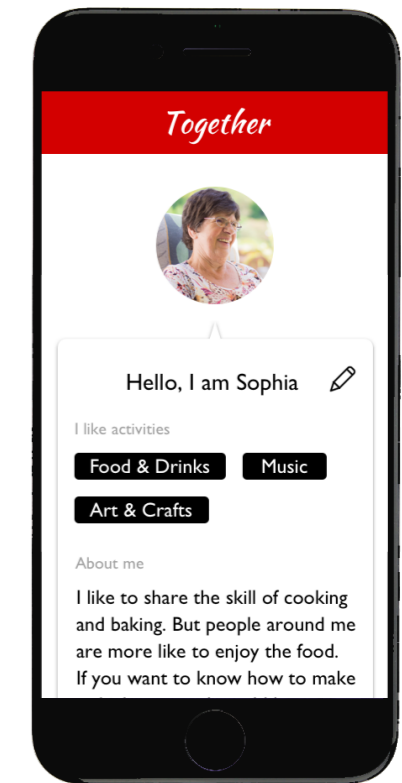 Together
Hello, I am Sophia
I like activities
Food & Drinks
Music
Art & Crafts
About me
I like to share the skill of cooking
and baking. But people around me
are more like to enjoy the food.
If you want to know how to make